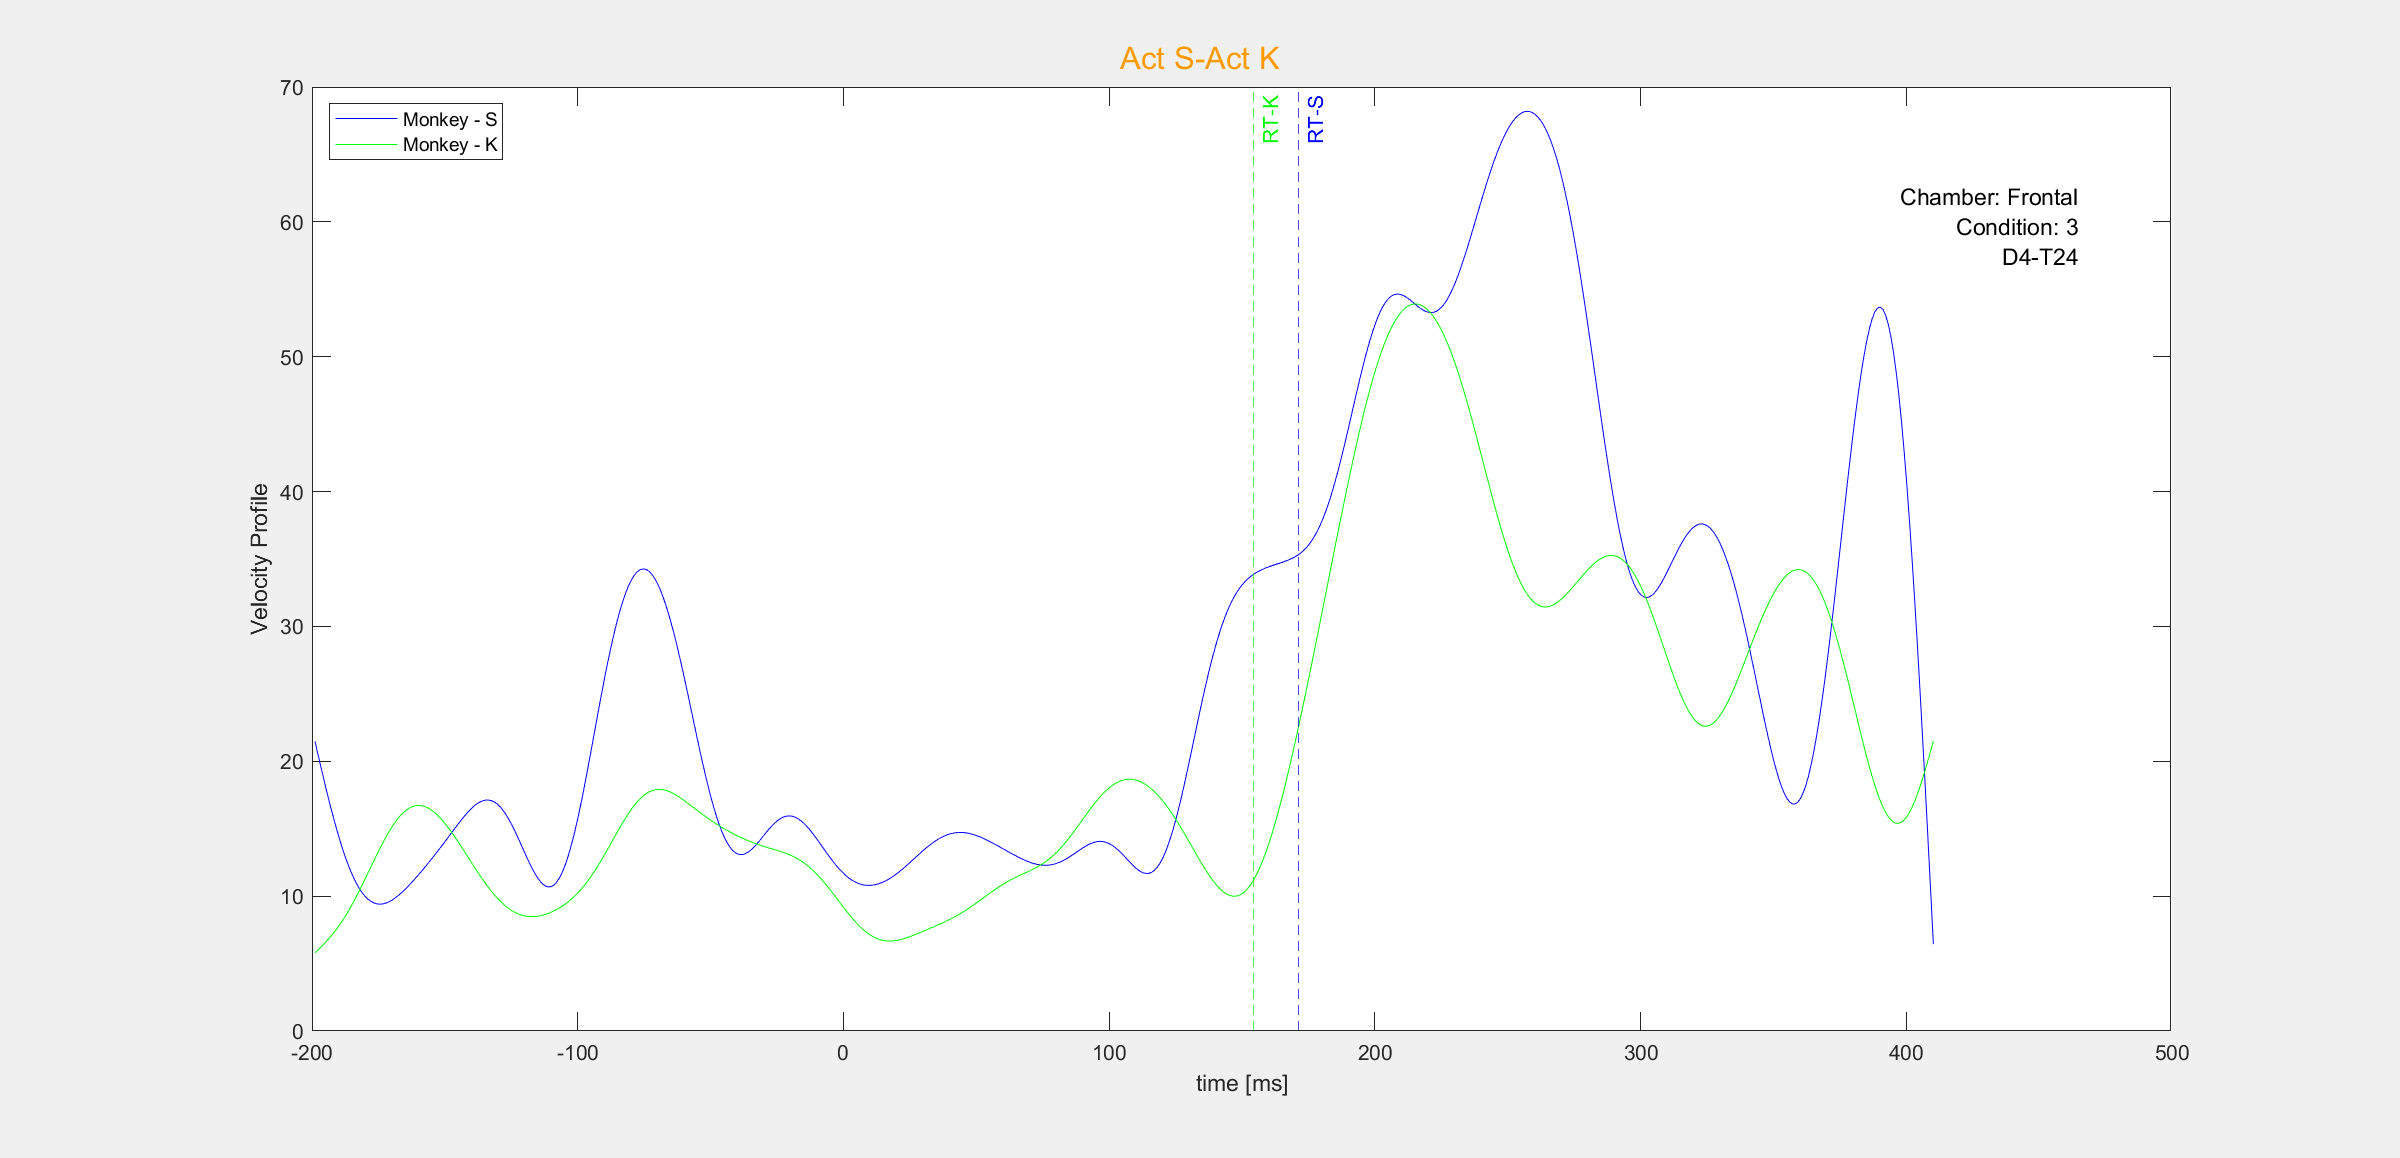 Act S-Act K
Monkey - S
Monkey - K
RT-K
RT-S
Chamber: Frontal
Condition: 3
D4-T24
Velocity Profile
70
60
50
40
30
20
10
0
-200 -100 0 100 200 300 400 500
time [ms]